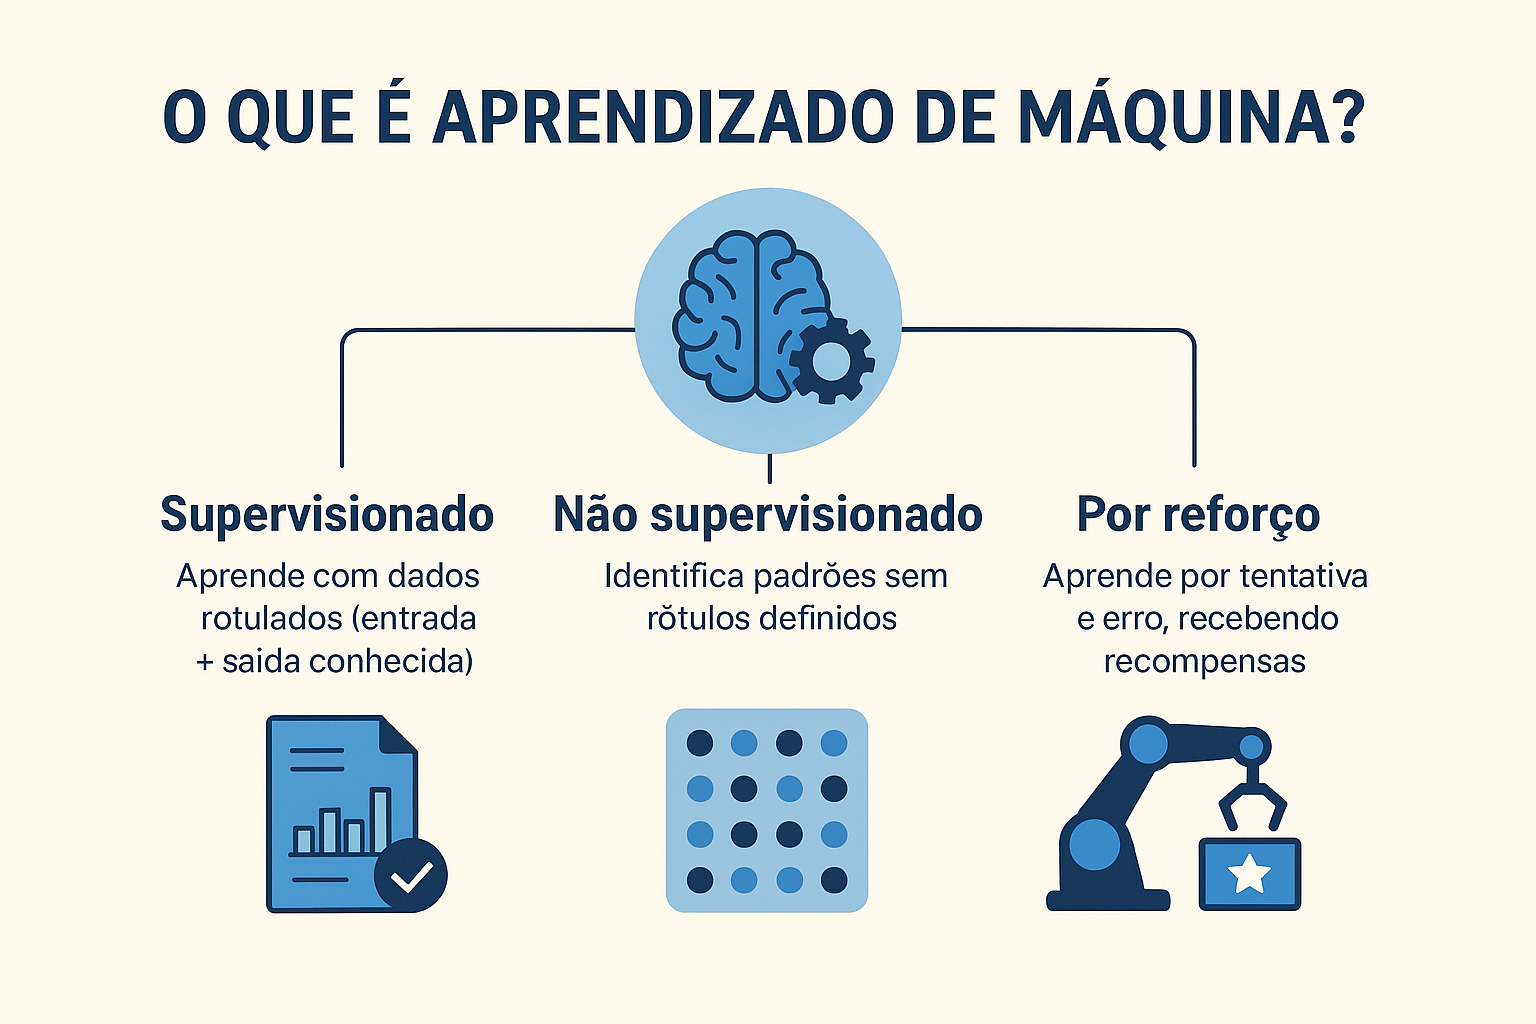 O QUE É APRENDIZADO DE MÁQUINA?
Supervisionado
Aprende com dados
rotulados (entrada
+ saida conhecida)
Não supervisionado
Identifica padrões sem
rŏtulos definidos
Por reforço
Aprende por tentativa
e erro, recebendo
recompensas